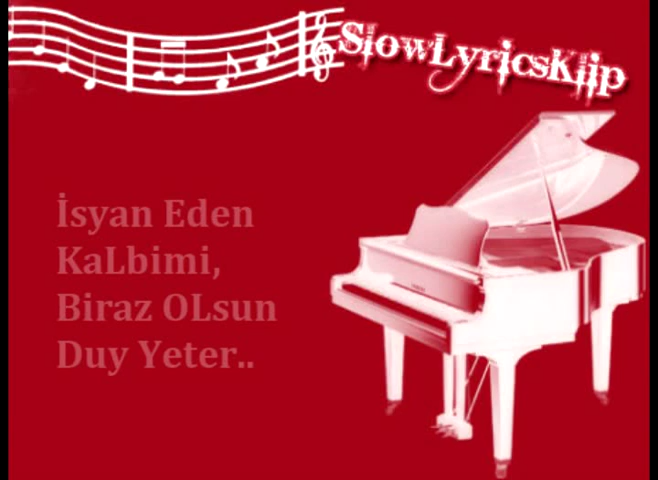 SlowLyricsKlip
İsyan Eden
KaLbimi,
Biraz OLsun
Duy Yeter..